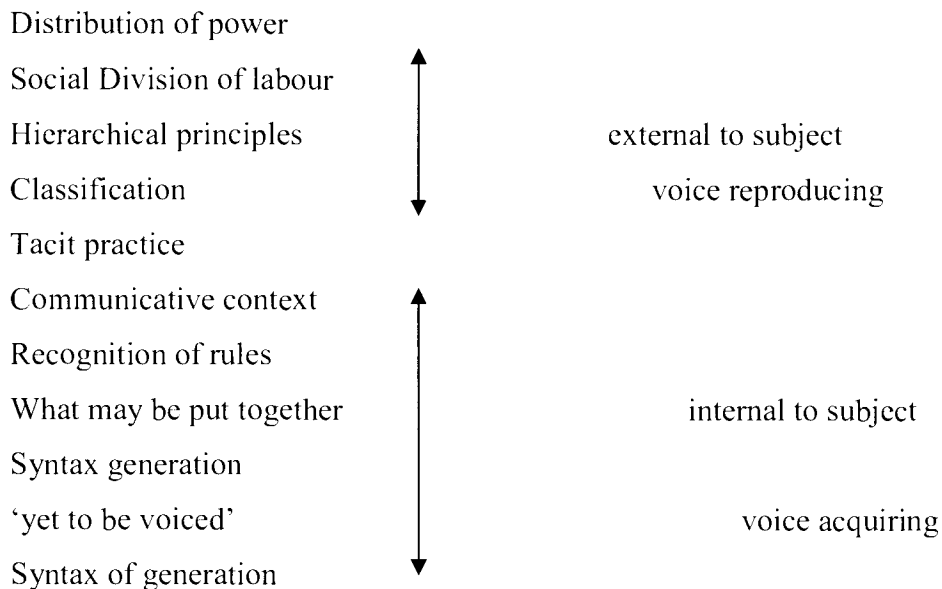 Distribution of power
Social Division of labour
Hierarchical principles external to subject
Classification voice reproducing
Tacit practice
Communicative context
Recognition of rules
What may be put together internal to subject
Syntax generation
‘yet to be voiced’ voice acquiring
Syntax of generation